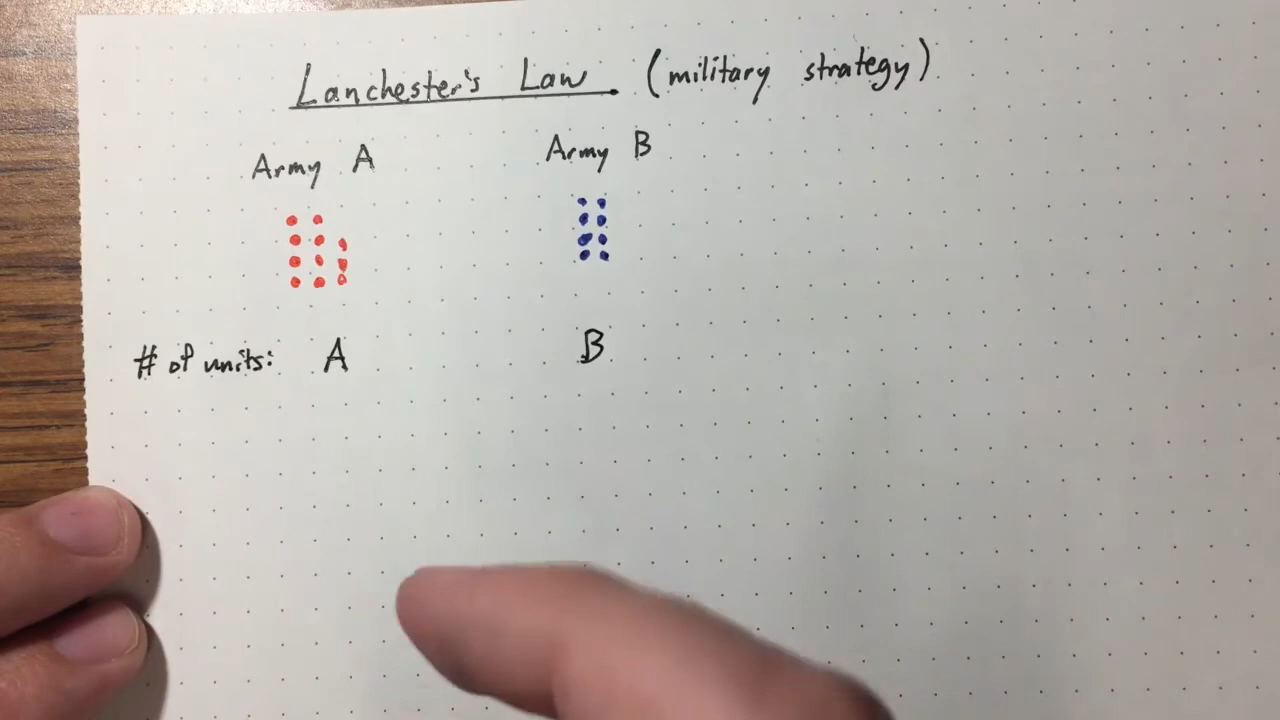 Lanchester's Law (military strategy)
Army A Army B
# of units: A B